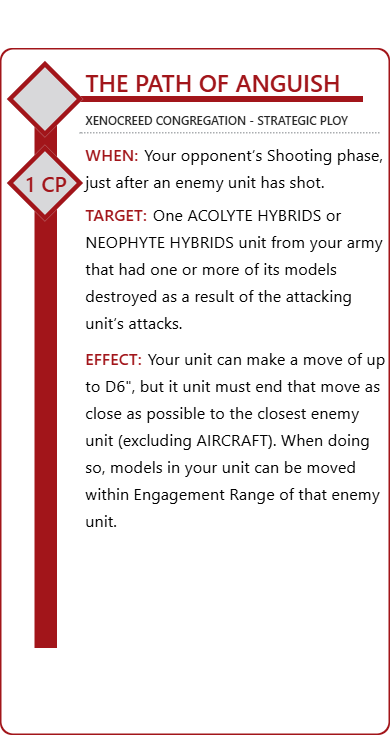 THE PATH OF ANGUISH
XENOCREED CONGREGATION - STRATEGIC PLOY
WHEN: Your opponent’s Shooting phase,
1 CP
just after an enemy unit has shot.
TARGET: One ACOLYTE HYBRIDS or
NEOPHYTE HYBRIDS unit from your army
that had one or more of its models
destroyed as a result of the attacking
unit’s attacks.
EFFECT: Your unit can make a move of up
to D6", but it unit must end that move as
close as possible to the closest enemy
unit (excluding AIRCRAFT). When doing
so, models in your unit can be moved
within Engagement Range of that enemy
unit.